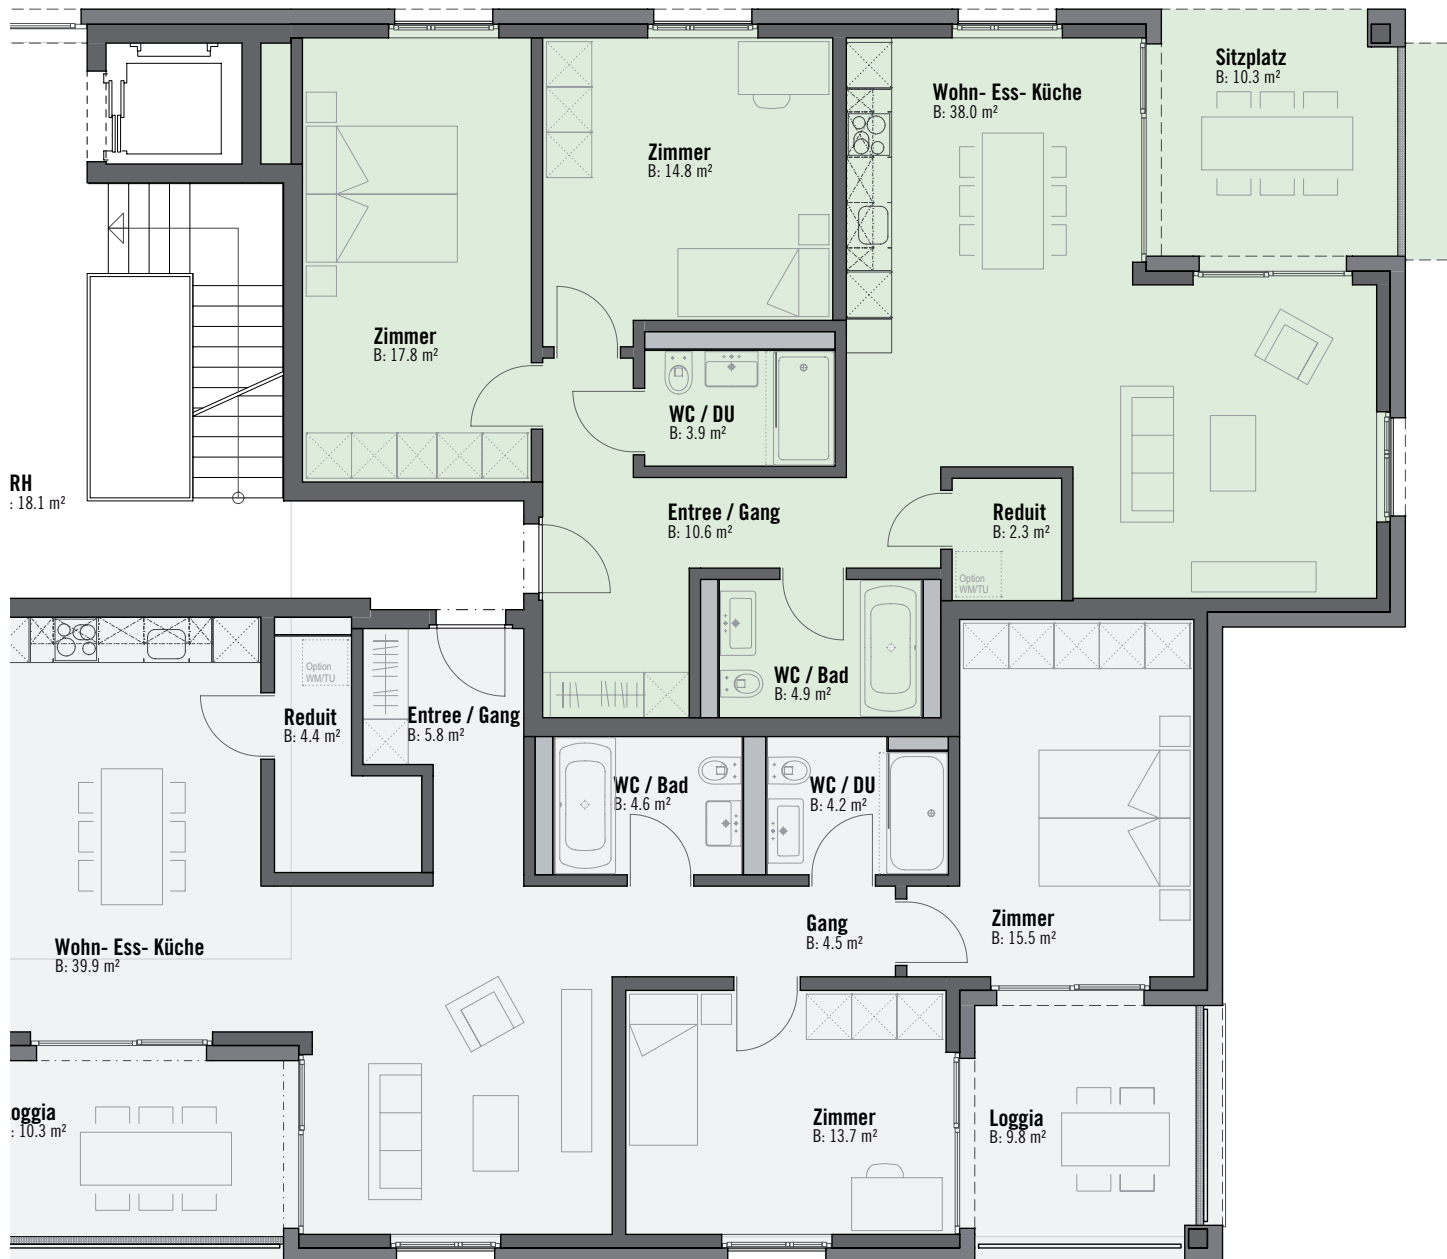 Sitzplatz
B: 10.3 m²
Wohn- Ess- Küche
B: 38.0 m²
Zimmer
B: 14.8 m²
Zimmer
B: 17.8 m²
WC / DU
B: 3.9 m²
RH
: 18.1 m²
Entree / Gang
B: 10.6 m²
Reduit
B: 2.3 m²
Option
WM/TU
WC / Bad
B: 4.9 m²
Option
WM/TU
Reduit
B: 4.4 m²
Entree / Gang
B: 5.8 m²
WC / Bad
B: 4.6 m²
WC / DU
B: 4.2 m²
Gang
B: 4.5 m²
Zimmer
B: 15.5 m²
Wohn- Ess- Küche
B: 39.9 m²
oggia
: 10.3 m²
Zimmer
B: 13.7 m²
Loggia
B: 9.8 m²